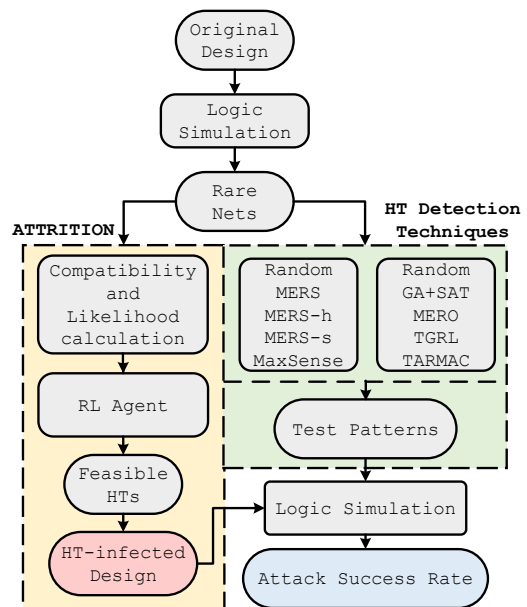 Original
Design
Logic
Simulation
Rare
Nets
ATTRITION
HT Detection
Techniques
Compatibility
and
Likelihood
calculation
RL Agent
Feasible
HTs
HT-infected
Design
Random
MERS
MERS-h
MERS-s
MaxSense
Random
GA+SAT
MERO
TGRL
TARMAC
Test Patterns
Logic Simulation
Attack Success Rate